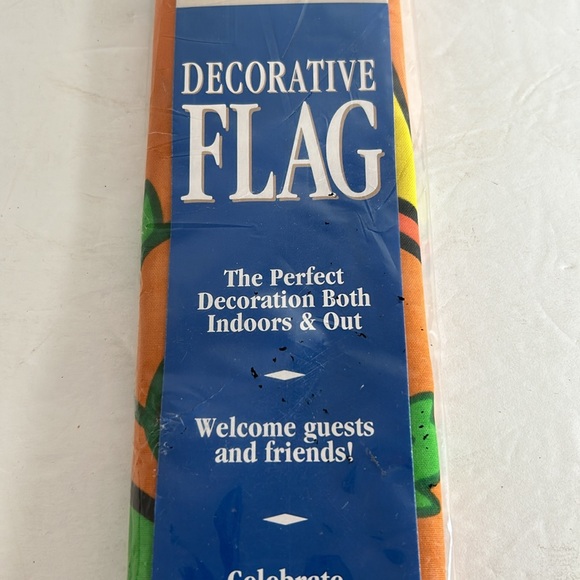 DECORATIVE
FLAG
The Perfect
Decoration Both
Indoors & Out
Welcome guests
and friends!
Celebrate